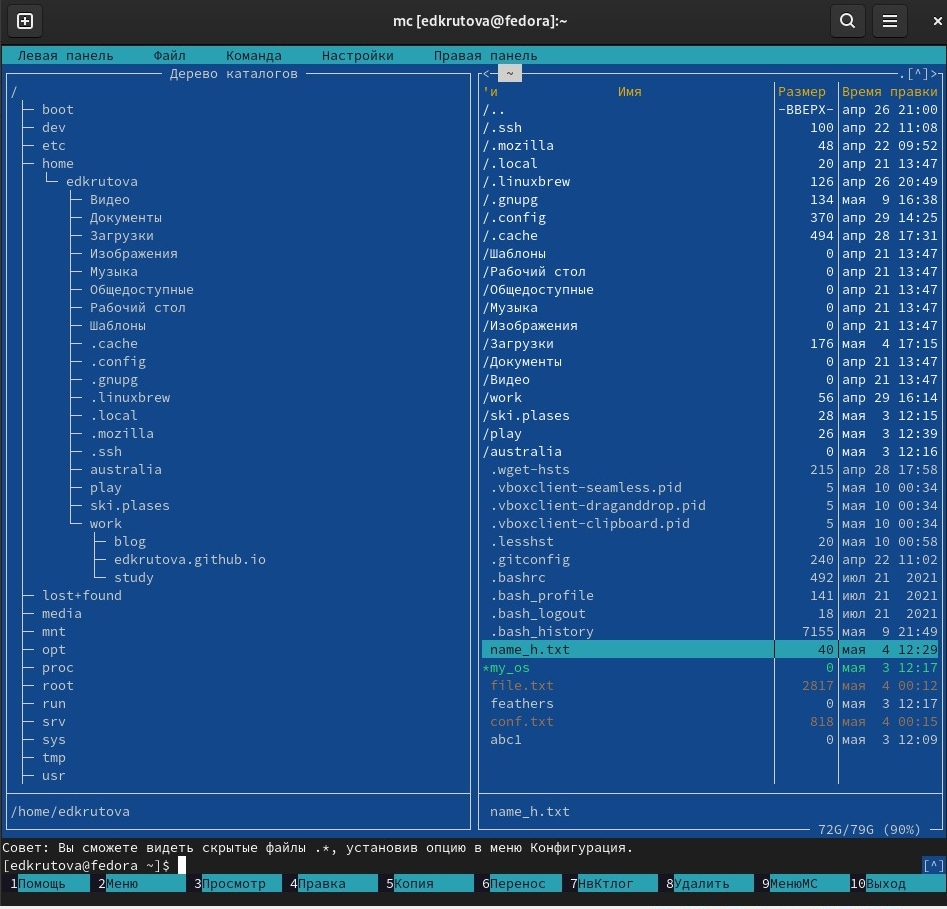 mc [edkrutova@fedora]:~
Левая панель Файл Команда Настройки Правая панель
Дерево каталогов
/
boot
dev
etc
home
edkrutova
Видео
Документы
Загрузки
Изображения
Музыка
Общедоступные
Рабочий стол
Шаблоны
.cache
.config
.gnupg
.linuxbrew
.local
.mozilla
.ssh
australia
play
ski.plases
work
blog
edkrutova.github.io
study
lost+found
media
mnt
opt
proc
root
run
srv
sys
tmp
usr
/home/edkrutova
<─ ~ .[^]>
'и Имя Размер Время правки
/.. -ВВЕРХ- апр 26 21:00
/.ssh 100 апр 22 11:08
/.mozilla 48 апр 22 09:52
/.local 20 апр 21 13:47
/.linuxbrew 126 апр 26 20:49
/.gnupg 134 мая 9 16:38
/.config 370 апр 29 14:25
/.cache 494 апр 28 17:31
/Шаблоны 0 апр 21 13:47
/Рабочий стол 0 апр 21 13:47
/Общедоступные 0 апр 21 13:47
/Музыка 0 апр 21 13:47
/Изображения 0 апр 21 13:47
/Загрузки 176 мая 4 17:15
/Документы 0 апр 21 13:47
/Видео 0 апр 21 13:47
/work 56 апр 29 16:14
/ski.plases 28 мая 3 12:15
/play 26 мая 3 12:39
/australia 0 мая 3 12:16
.wget-hsts 215 апр 28 17:58
.vboxclient-seamless.pid 5 мая 10 00:34
.vboxclient-draganddrop.pid 5 мая 10 00:34
.vboxclient-clipboard.pid 5 мая 10 00:34
.lesshst 20 мая 10 00:58
.gitconfig 240 апр 22 11:02
.bashrc 492 июл 21 2021
.bash_profile 141 июл 21 2021
.bash_logout 18 июл 21 2021
.bash_history 7155 мая 9 21:49
name_h.txt 40 мая 4 12:29
*my_os 0 мая 3 12:17
file.txt 2817 мая 4 00:12
feathers 0 мая 3 12:17
conf.txt 818 мая 4 00:15
abc1 0 мая 3 12:09
name_h.txt
72G/79G (90%)
Совет: Вы сможете видеть скрытые файлы .*, установив опцию в меню Конфигурация.
[edkrutova@fedora ~]$ [^]
1Помощь 2Меню 3Просмотр 4Правка 5Копия 6Перенос 7НвКтлог 8Удалить 9МенюMC 10Выход